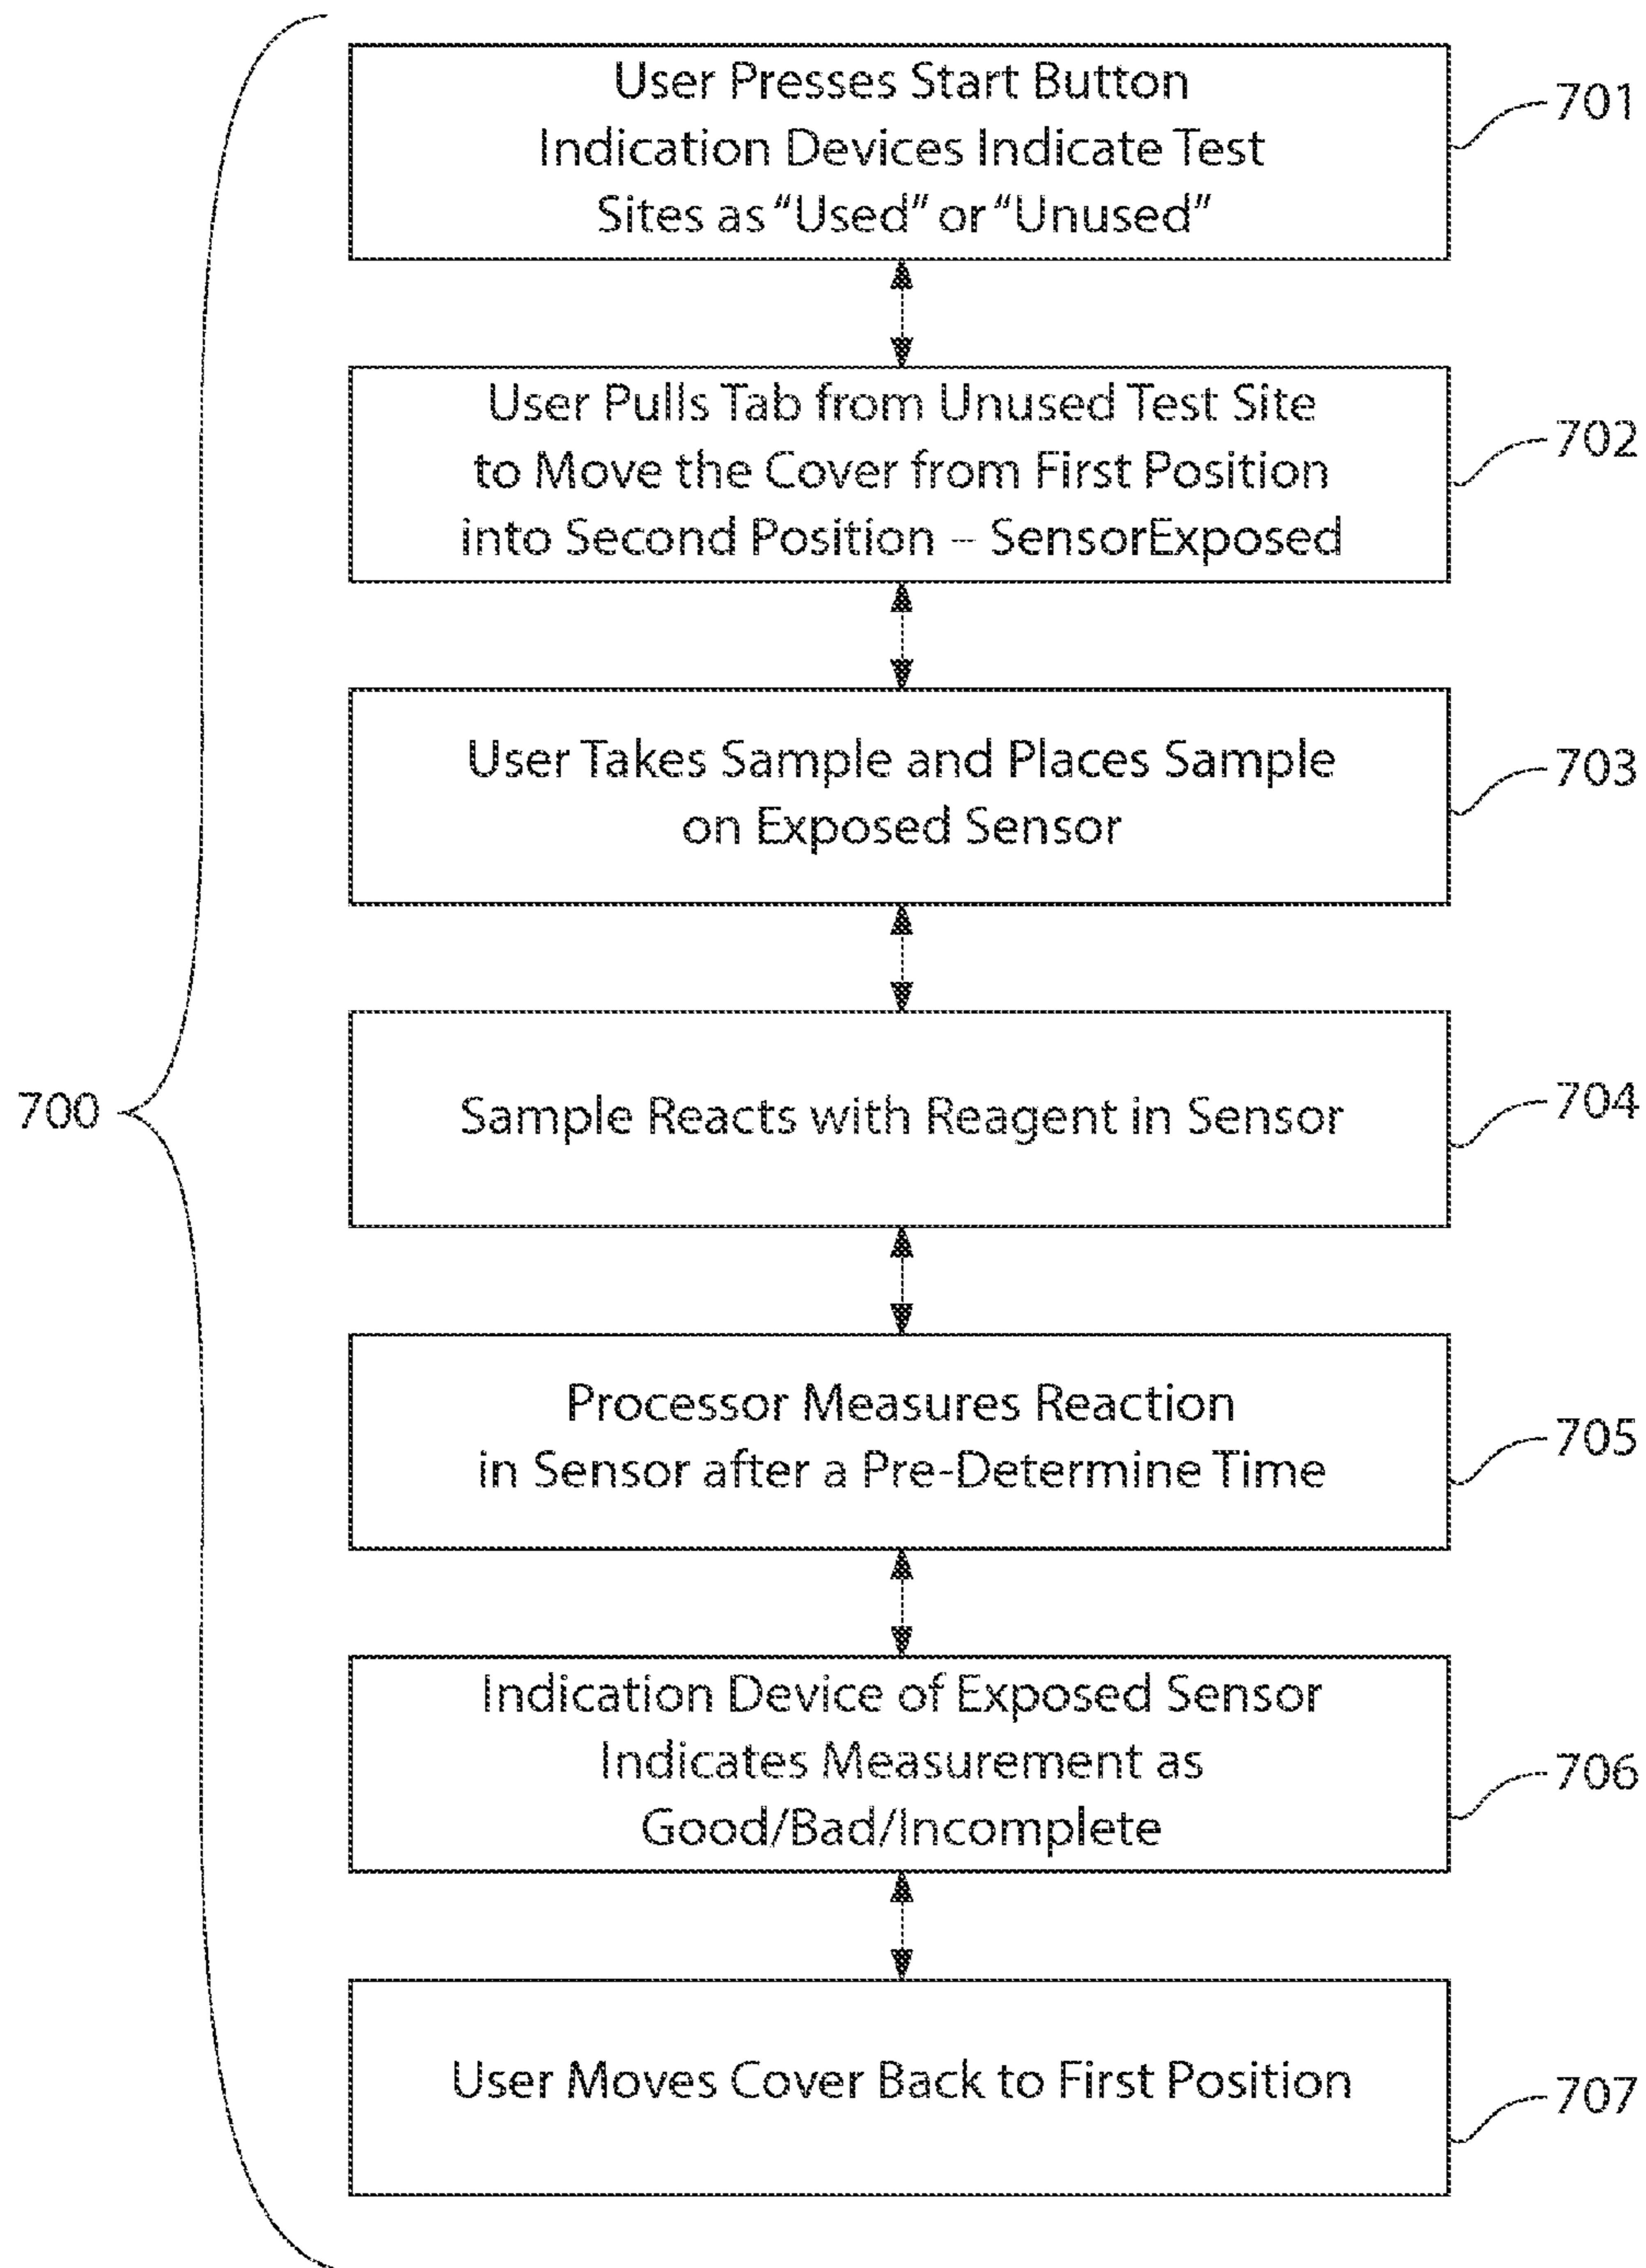 User Presses Start Button
Indication Devices Indicate Test
Sites as "Used" or "Unused"
701
User Pulls Tab from Unused Test Site
to Move the Cover from First Position
into Second Position – SensorExposed
702
User Takes Sample and Places Sample
on Exposed Sensor
703
700
Sample Reacts with Reagent in Sensor
704
Processor Measures Reaction
in Sensor after a Pre-Determine Time
705
Indication Device of Exposed Sensor
Indicates Measurement as
Good/Bad/Incomplete
706
User Moves Cover Back to First Position
707